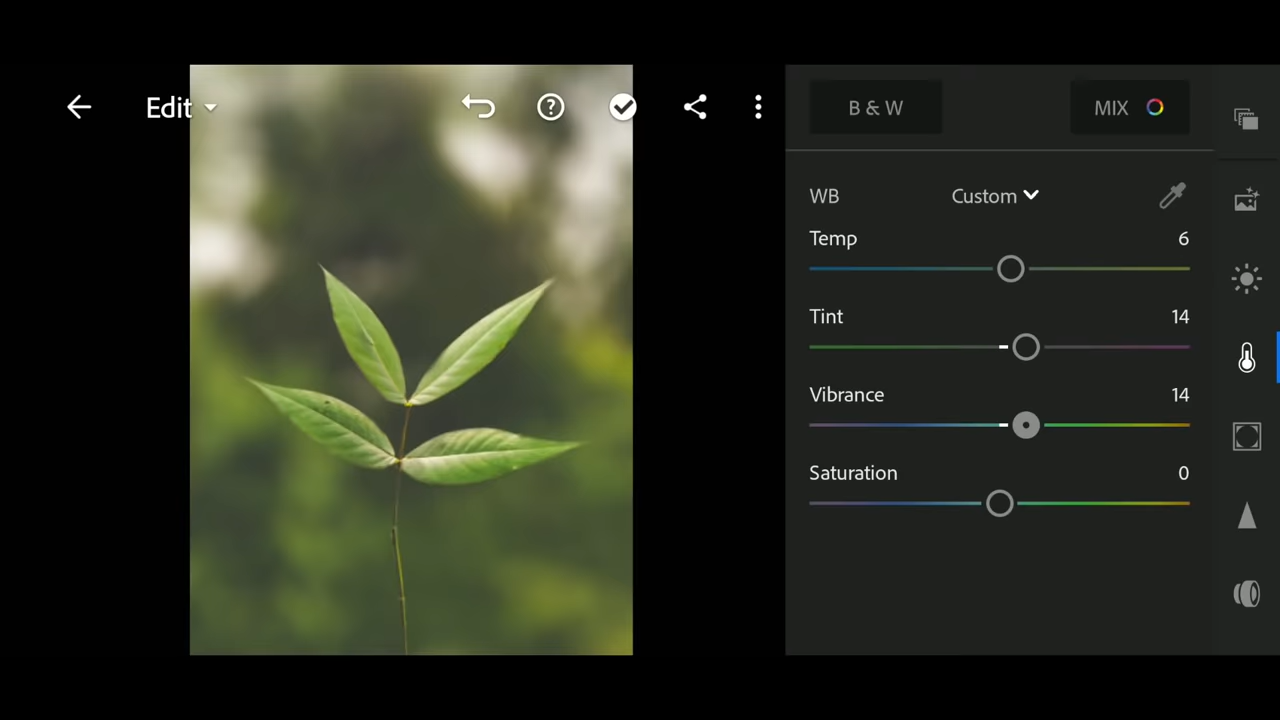 Edit
B & W
MIX
WB
Custom
Temp
6
Tint
14
Vibrance
14
Saturation
0